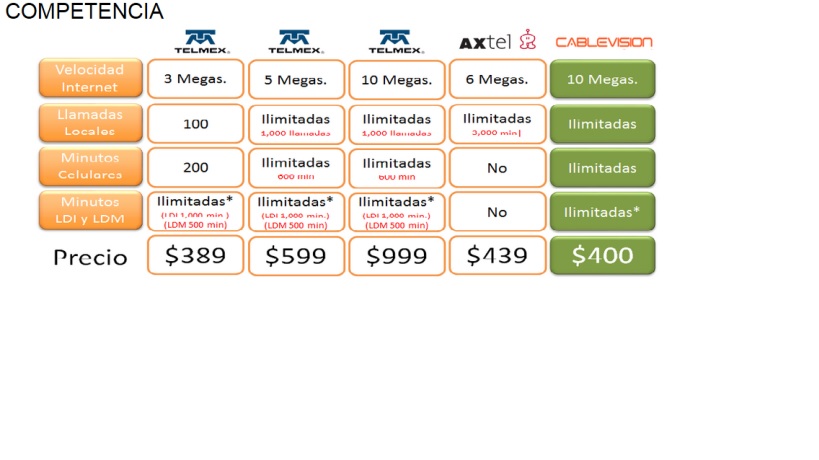 COMPETENCIA
TELMEX. TELMEX. TELMEX. AXtel CABLEVISION
Velocidad Internet 3 Megas. 5 Megas. 10 Megas. 6 Megas. 10 Megas.
Llamadas Locales 100 Ilimitadas 1,000 llamadas Ilimitadas 1,000 llamadas Ilimitadas 3,000 min) Ilimitadas
Minutos Celulares 200 Ilimitadas 600 min Ilimitadas 600 min No Ilimitadas
Minutos LDI y LDM Ilimitadas* (LDI 1,000 min.) (LDM 500 min) Ilimitadas* (LDI 1,000 min.) (LDM 500 min) Ilimitadas* (LDI 1,000 min.) (LDM 500 min) No Ilimitadas*
Precio $389 $599 $999 $439 $400